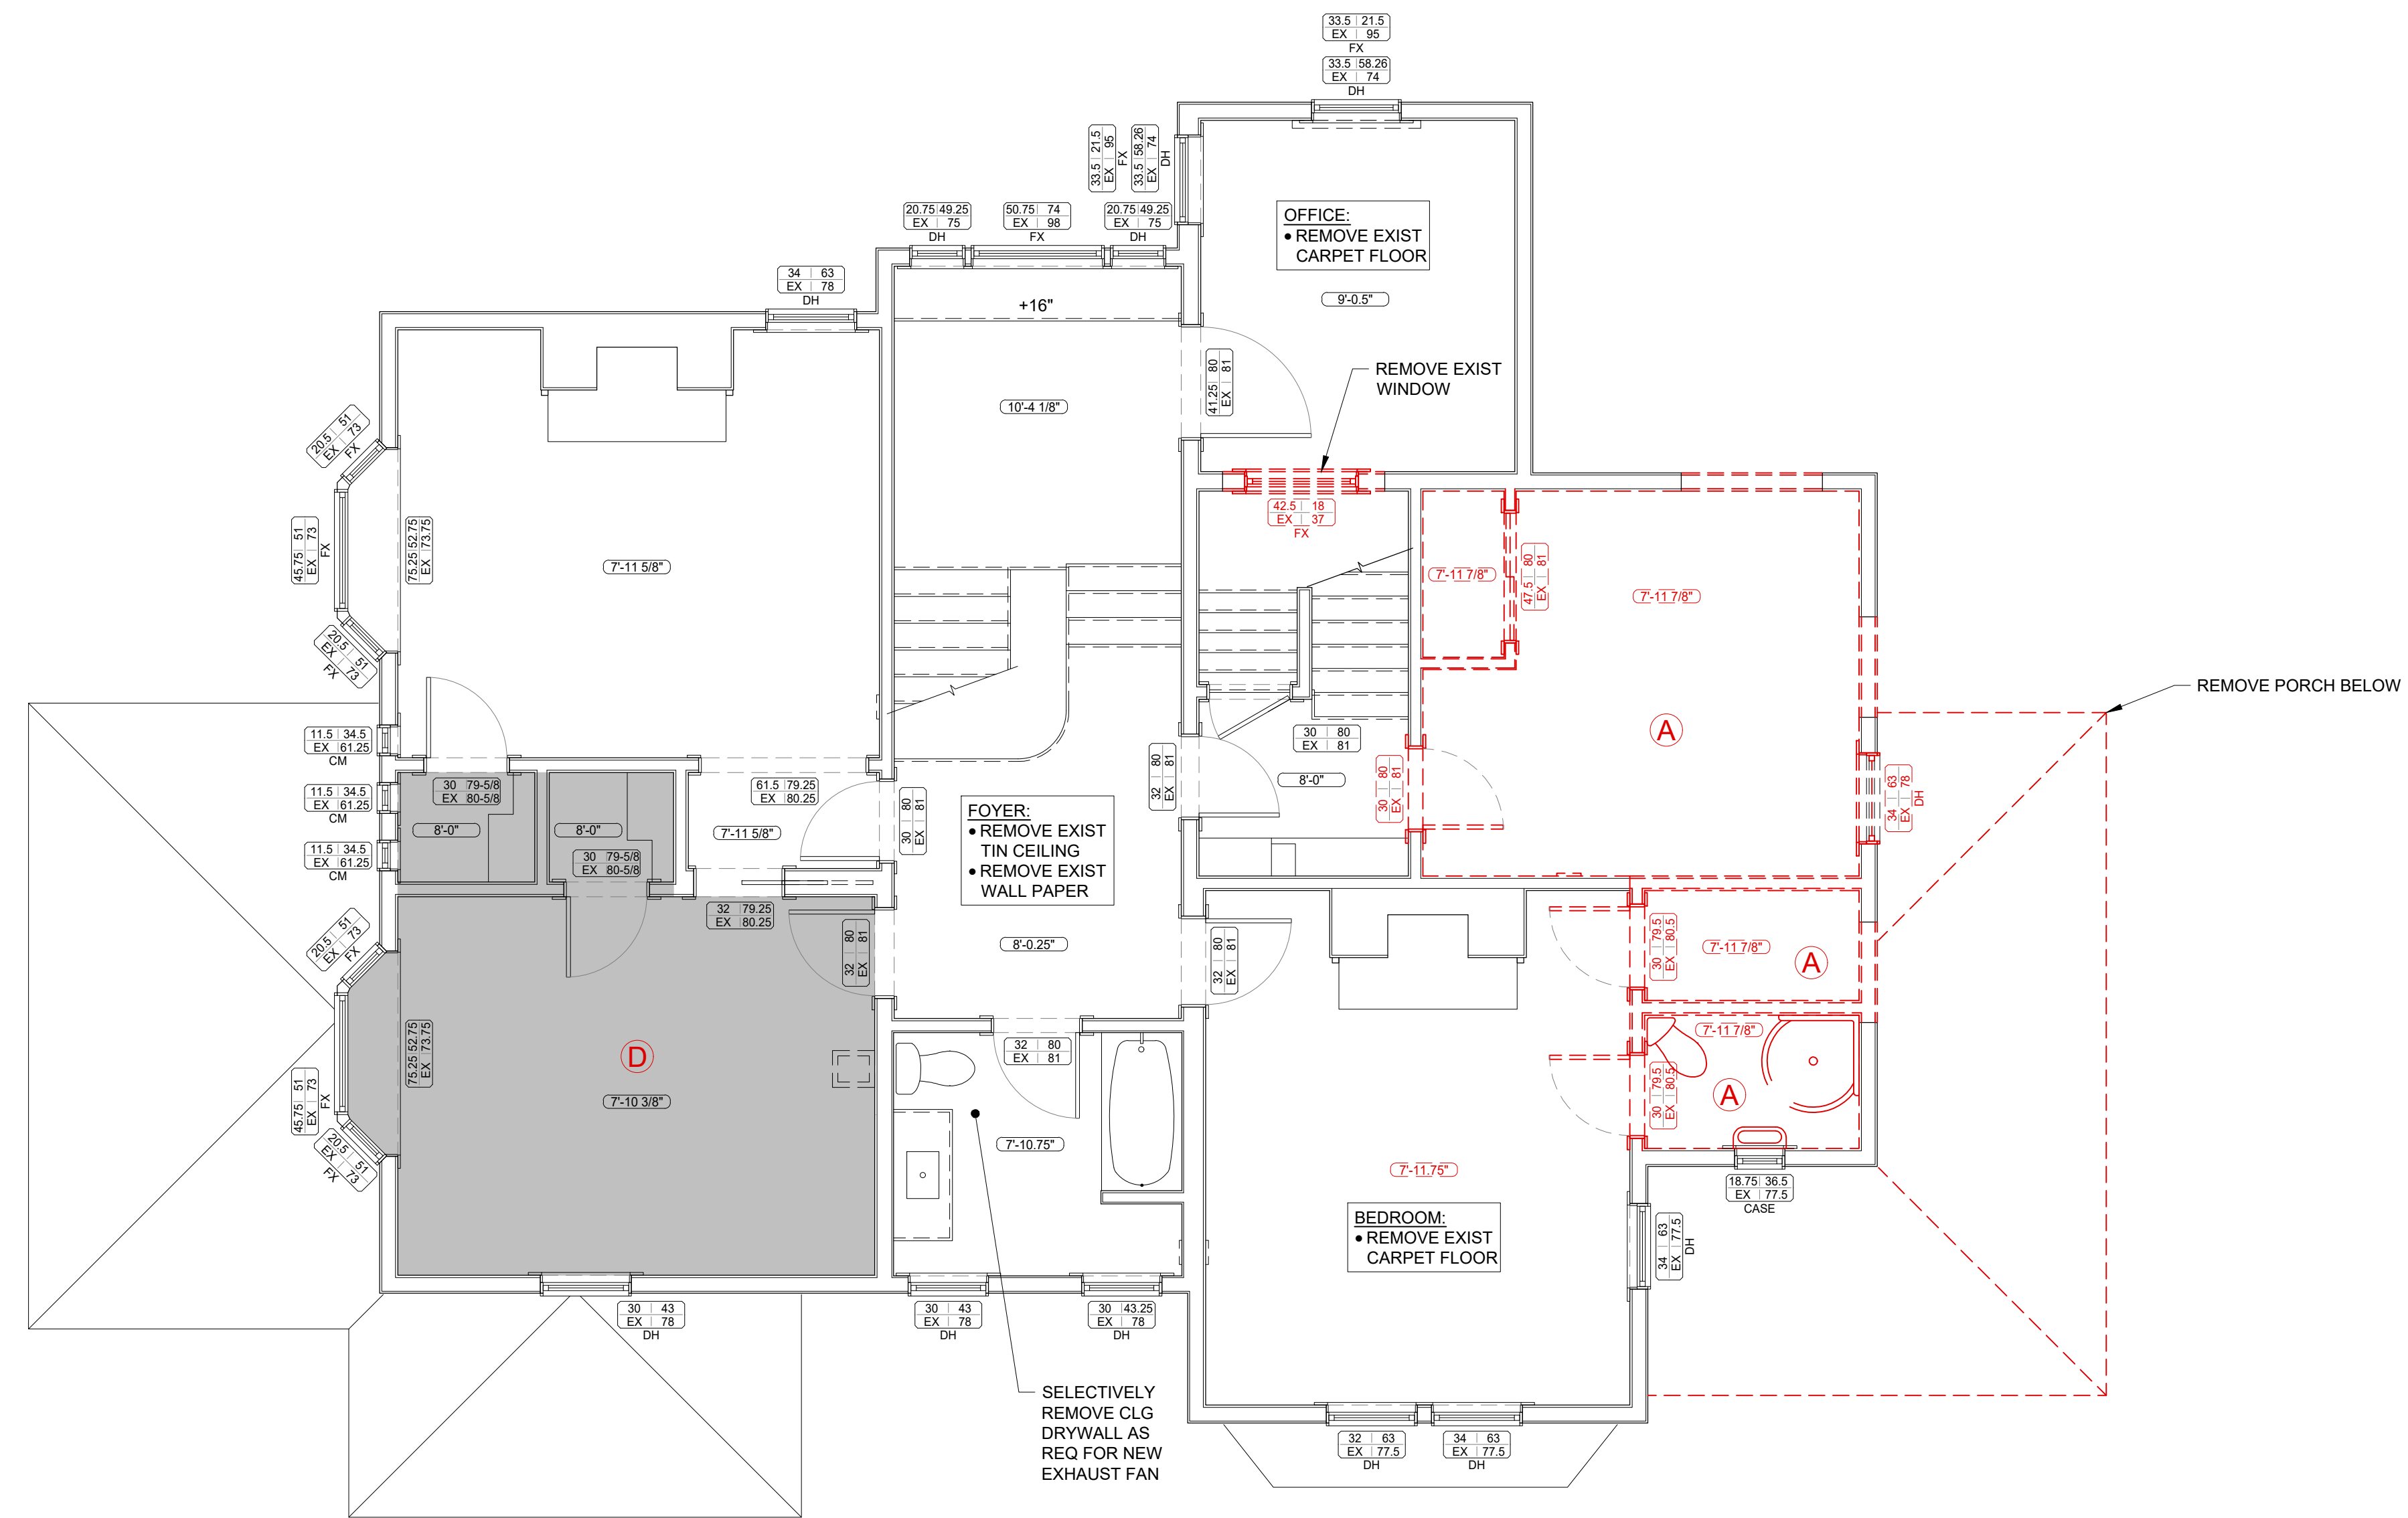 33.5 21.5
EX 95
FX
33.5 58.26
EX 74
DH
33.5 21.5
EX 95
FX
33.5 58.26
EX 74
DH
20.75 49.25
EX 75
DH
50.75 74
EX 98
FX
20.75 49.25
EX 75
DH
34 63
EX 78
DH
OFFICE:
• REMOVE EXIST
CARPET FLOOR
9'-0.5"
+16"
41.25 80
EX 81
REMOVE EXIST
WINDOW
10'-4 1/8"
20.5 51
EX 73
FX
45.75 51
EX 73
FX
75.25 52.75
EX 73.75
20.5 51
EX 73
FX
7'-11 5/8"
42.5 18
EX 37
FX
7'-11 7/8"
47.5 80
EX 81
7'-11 7/8"
REMOVE PORCH BELOW
A
11.5 34.5
EX 61.25
CM
11.5 34.5
EX 61.25
CM
11.5 34.5
EX 61.25
CM
30 79-5/8
EX 80-5/8
8'-0"
8'-0"
30 79-5/8
EX 80-5/8
61.5 79.25
EX 80.25
7'-11 5/8"
30 80
EX 81
32 79.25
EX 80.25
FOYER:
• REMOVE EXIST
TIN CEILING
• REMOVE EXIST
WALL PAPER
8'-0.25"
32 80
EX 81
30 80
EX 81
8'-0"
30 80
EX 81
34 63
EX 78
DH
32 80
EX 81
32 80
EX 81
30 79.5
EX 80.5
7'-11 7/8"
A
20.5 51
EX 73
FX
45.75 51
EX 73
FX
75.25 52.75
EX 73.75
20.5 51
EX 73
FX
D
7'-10 3/8"
32 80
EX 81
7'-10.75"
7'-11 7/8"
30 79.5
EX 80.5
A
7'-11.75"
BEDROOM:
• REMOVE EXIST
CARPET FLOOR
18.75 36.5
EX 77.5
CASE
34 63
EX 77.5
DH
30 43
EX 78
DH
30 43
EX 78
DH
30 43.25
EX 78
DH
SELECTIVELY
REMOVE CLG
DRYWALL AS
REQ FOR NEW
EXHAUST FAN
32 63
EX 77.5
DH
34 63
EX 77.5
DH